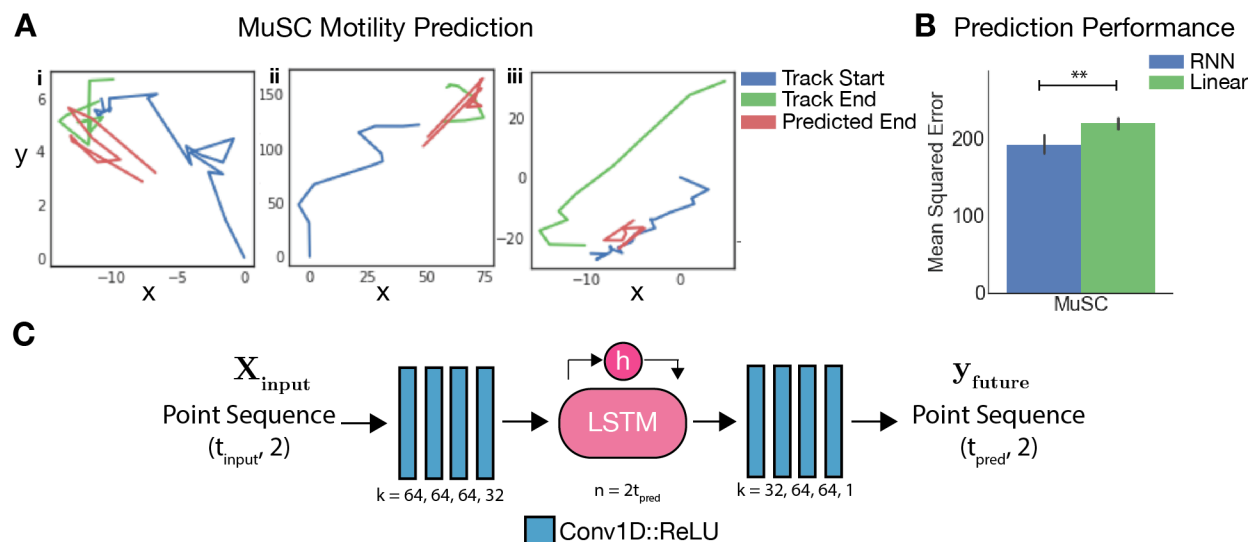 A MuSC Motility Prediction
i
6
4
2
0
−10 −5 0
y
x
ii
150
100
50
0
0 25 50 75
x
iii
20
0
−20
−10 0
x
Track Start
Track End
Predicted End
B Prediction Performance
RNN
Linear
**
Mean Squared Error
200
100
0
MuSC
C
X input
Point Sequence
(t input, 2)
k = 64, 64, 64, 32
h
LSTM
n = 2t pred
k = 32, 64, 64, 1
y future
Point Sequence
(t pred, 2)
Conv1D::ReLU